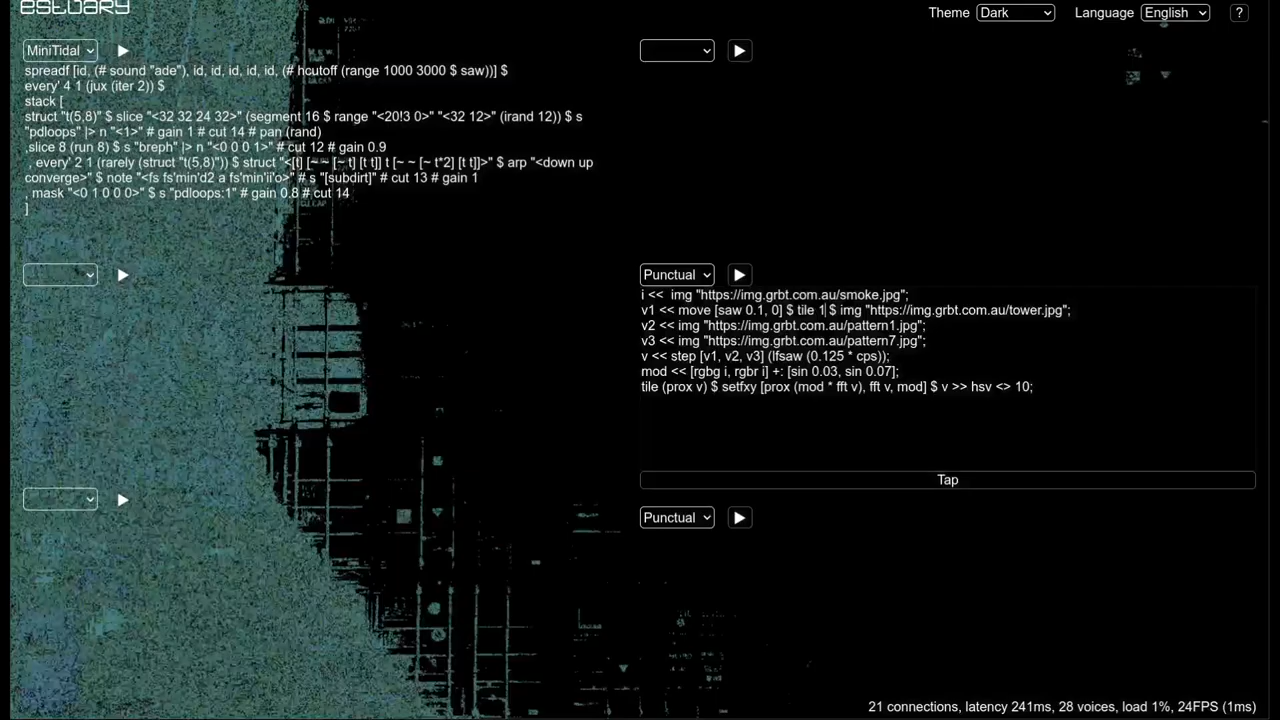 estuary
Theme Dark Language English ?
MiniTidal
spreadf [id, (# sound "ade"), id, id, id, id, id, (# hcutoff (range 1000 3000 $ saw))] $
every' 4 1 (jux (iter 2)) $
stack [
struct "t(5,8)" $ slice "<32 32 24 32>" (segment 16 $ range "<20!3 0>" "<32 12>" (irand 12)) $ s
"pdloops" |> n "<1>" # gain 1 # cut 14 # pan (rand)
,slice 8 (run 8) $ s "breph" |> n "<0 0 0 1>" # cut 12 # gain 0.9
, every' 2 1 (rarely (struct "t(5,8)")) $ struct "<[t] [~ ~ [~ t] [t t]] t [~ ~ [~ t*2] [t t]]>" $ arp "<down up
converge>" $ note "<fs fs'min'd2 a fs'min'ii'o>" # s "[subdirt]" # cut 13 # gain 1
, mask "<0 1 0 0 0>" $ s "pdloops:1" # gain 0.8 # cut 14
]
Punctual
i << img "https://img.grbt.com.au/smoke.jpg";
v1 << move [saw 0.1, 0] $ tile 1 $ img "https://img.grbt.com.au/tower.jpg";
v2 << img "https://img.grbt.com.au/pattern1.jpg";
v3 << img "https://img.grbt.com.au/pattern7.jpg";
v << step [v1, v2, v3] (lfsaw (0.125 * cps));
mod << [rgbg i, rgbr i] +: [sin 0.03, sin 0.07];
tile (prox v) $ setfxy [prox (mod * fft v), fft v, mod] $ v >> hsv <> 10;
Tap
Punctual
21 connections, latency 241ms, 28 voices, load 1%, 24FPS (1ms)